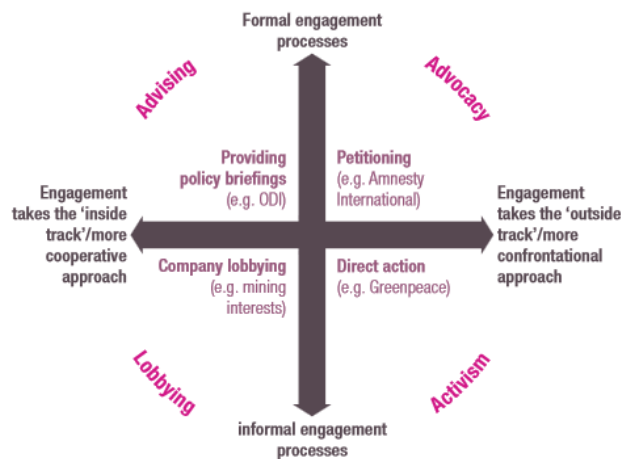 Formal engagement
processes
Advising
Advocacy
Providing
policy briefings
(e.g. ODI)
Petitioning
(e.g. Amnesty
International)
Engagement
takes the ‘inside
track’/more
cooperative
approach
Engagement
takes the ‘outside
track’/more
confrontational
approach
Company lobbying
(e.g. mining
interests)
Direct action
(e.g. Greenpeace)
Lobbying
Activism
informal engagement
processes